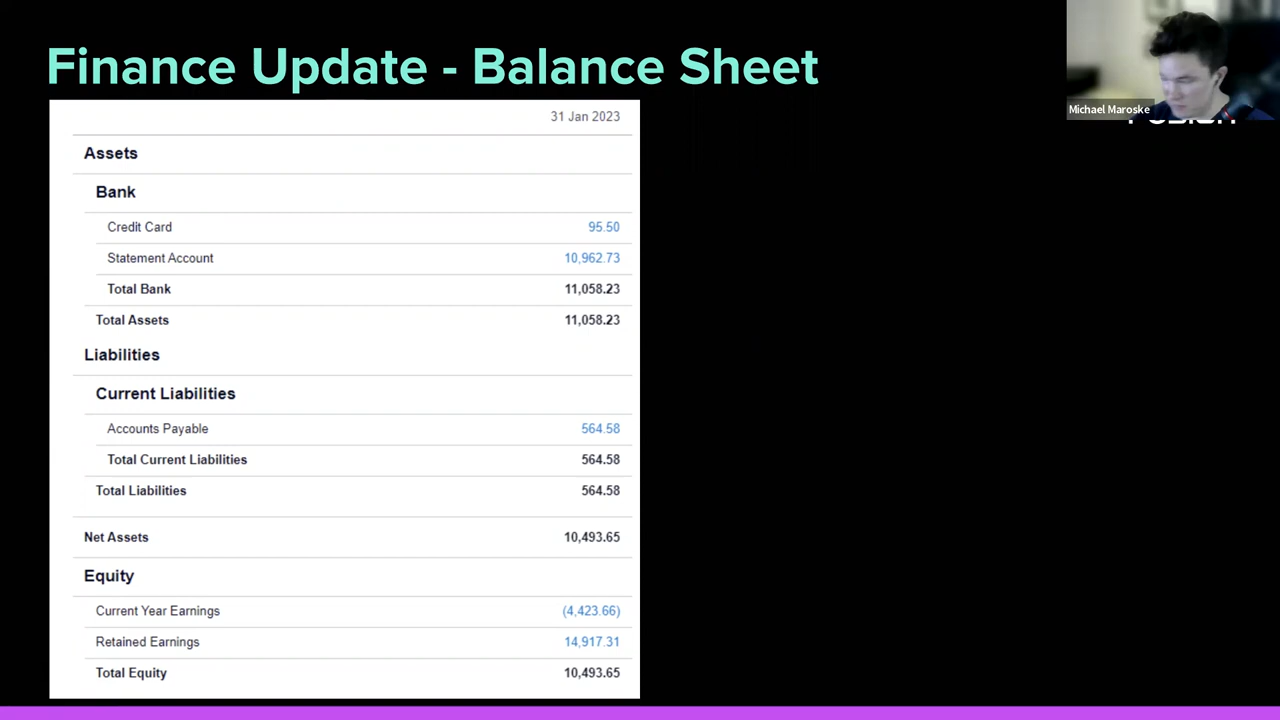 Finance Update - Balance Sheet
Michael Maroske
31 Jan 2023
Assets
Bank
Credit Card 95.50
Statement Account 10,962.73
Total Bank 11,058.23
Total Assets 11,058.23
Liabilities
Current Liabilities
Accounts Payable 564.58
Total Current Liabilities 564.58
Total Liabilities 564.58
Net Assets 10,493.65
Equity
Current Year Earnings (4,423.66)
Retained Earnings 14,917.31
Total Equity 10,493.65